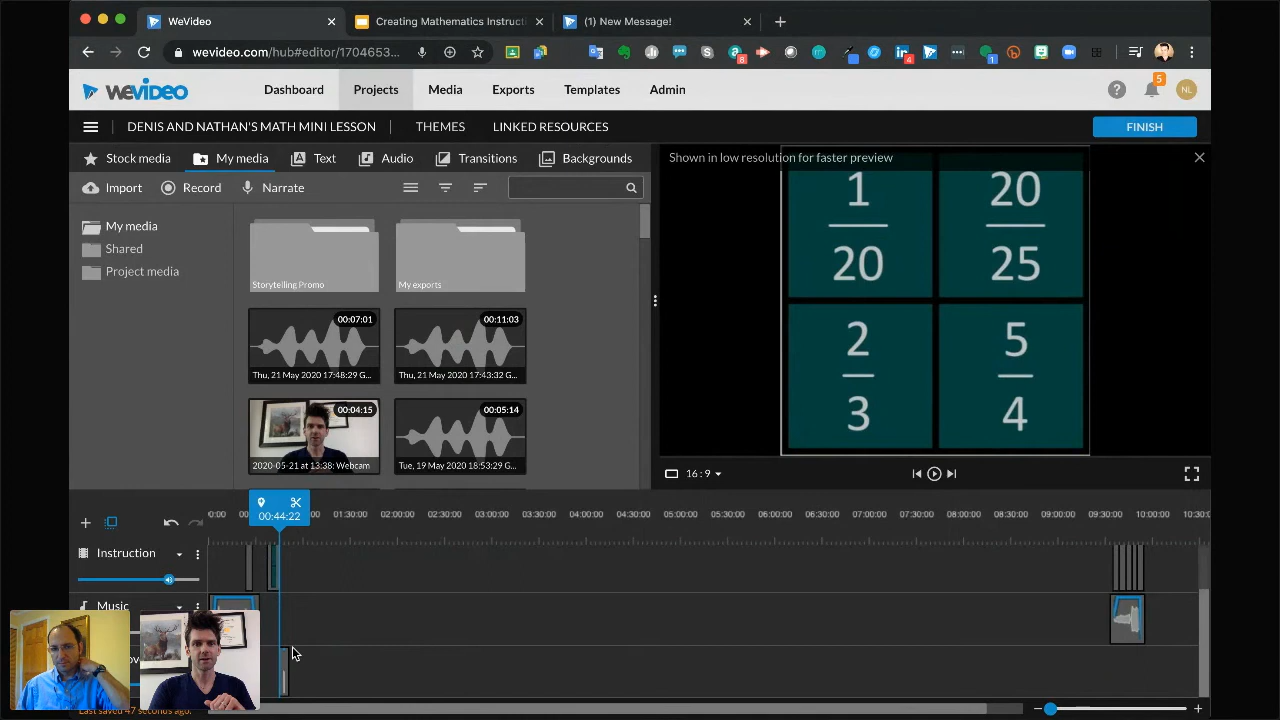 WeVideo
Creating Mathematics Instructi
(1) New Message!
wevideo.com/hub#editor/1704653...
8
4
1
WEVIDEO
Dashboard
Projects
Media
Exports
Templates
Admin
5
NL
DENIS AND NATHAN'S MATH MINI LESSON
THEMES
LINKED RESOURCES
FINISH
Stock media
My media
Text
Audio
Transitions
Backgrounds
Shown in low resolution for faster preview
Import
Record
Narrate
My media
Shared
Project media
Storytelling Promo
My exports
00:07:01
Thu, 21 May 2020 17:48:29 G...
00:11:03
Thu, 21 May 2020 17:43:32 G...
00:04:15
2020-05-21 at 13:38: Webcam
00:05:14
Tue, 19 May 2020 18:53:29 G...
1
20
20
25
2
3
5
4
16:9
00:44:22
01:30:00
02:00:00
02:30:00
03:00:00
03:30:00
04:00:00
04:30:00
05:00:00
05:30:00
06:00:00
06:30:00
07:00:00
07:30:00
08:00:00
08:30:00
09:00:00
09:30:00
10:00:00
10:30:0
Instruction
Music
Last saved 47 seconds ago.